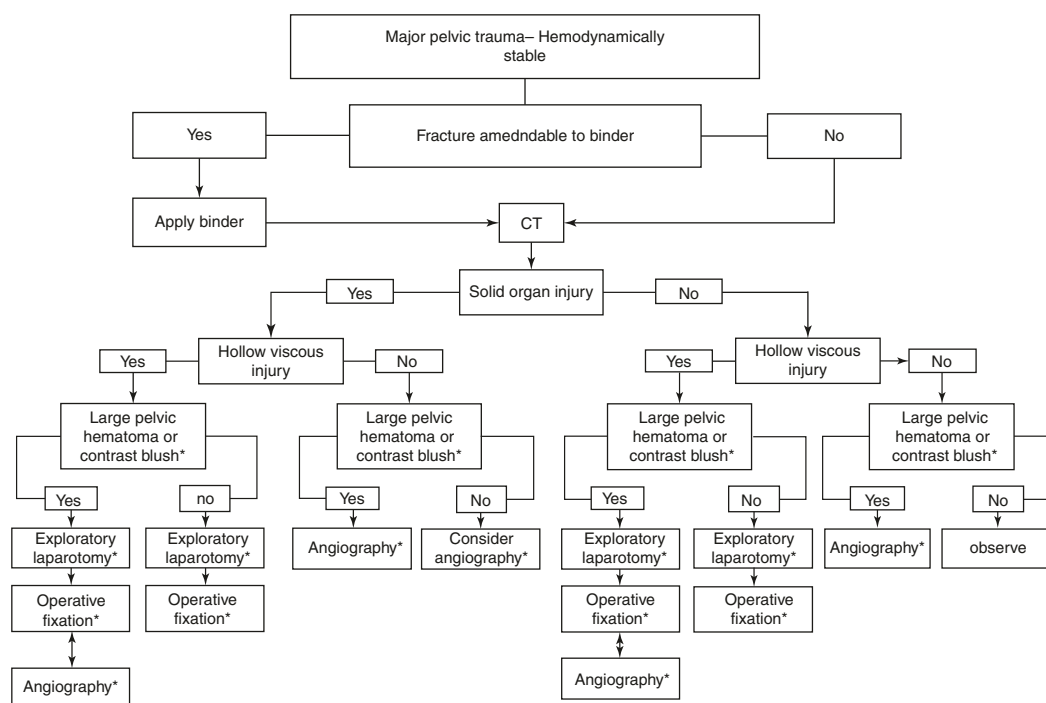 Major pelvic trauma– Hemodynamically
stable
Yes
Fracture amedndable to binder
No
Apply binder
CT
Yes
Solid organ injury
No
Yes
Hollow viscous
injury
No
Yes
Hollow viscous
injury
No
Large pelvic
hematoma or
contrast blush*
Large pelvic
hematoma or
contrast blush*
Large pelvic
hematoma or
contrast blush*
Large pelvic
hematoma or
contrast blush*
Yes
no
Yes
No
Yes
No
Yes
No
Exploratory
laparotomy*
Exploratory
laparotomy*
Angiography*
Consider
angiography*
Exploratory
laparotomy*
Exploratory
laparotomy*
Angiography*
observe
Operative
fixation*
Operative
fixation*
Operative
fixation*
Operative
fixation*
Angiography*
Angiography*